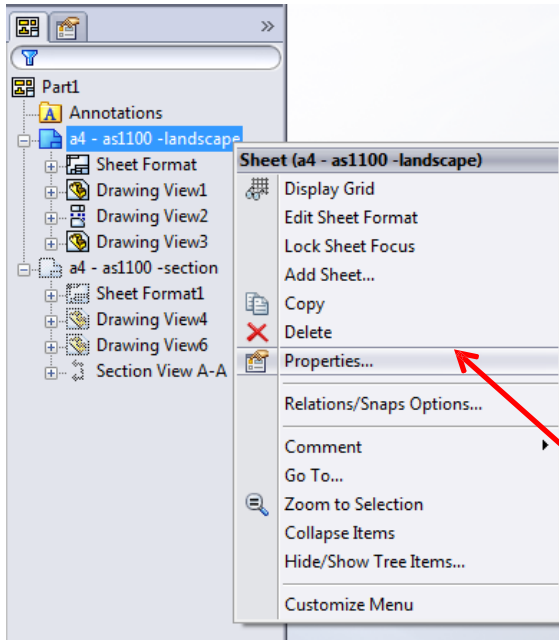 »
Part1
A Annotations
a4 - as1100 -landscape
Sheet Format
Drawing View1
Drawing View2
Drawing View3
a4 - as1100 -section
Sheet Format1
Drawing View4
Drawing View6
Section View A-A
Sheet (a4 - as1100 -landscape)
Display Grid
Edit Sheet Format
Lock Sheet Focus
Add Sheet...
Copy
Delete
Properties...
Relations/Snaps Options...
Comment
Go To...
Zoom to Selection
Collapse Items
Hide/Show Tree Items...
Customize Menu